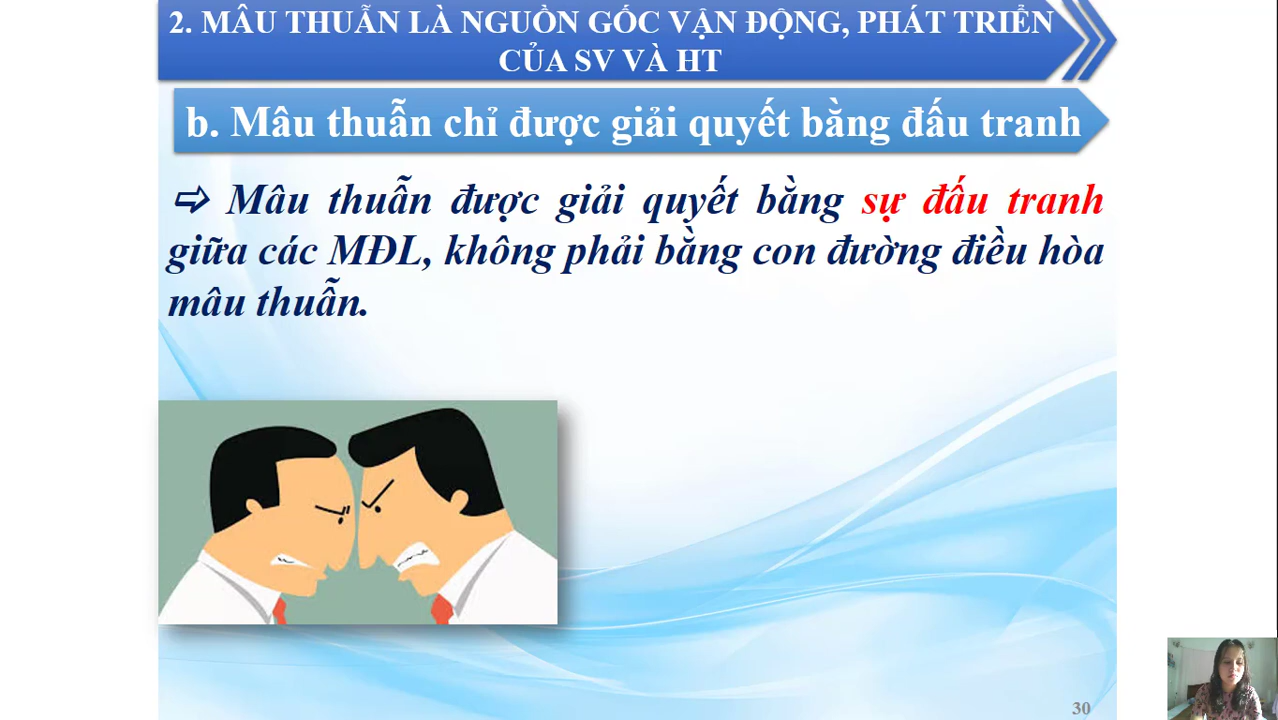 2. MÂU THUẪN LÀ NGUỒN GỐC VẬN ĐỘNG, PHÁT TRIỂN
CỦA SV VÀ HT
b. Mâu thuẫn chỉ được giải quyết bằng đấu tranh
⇨ Mâu thuẫn được giải quyết bằng sự đấu tranh
giữa các MĐL, không phải bằng con đường điều hòa
mâu thuẫn.
30